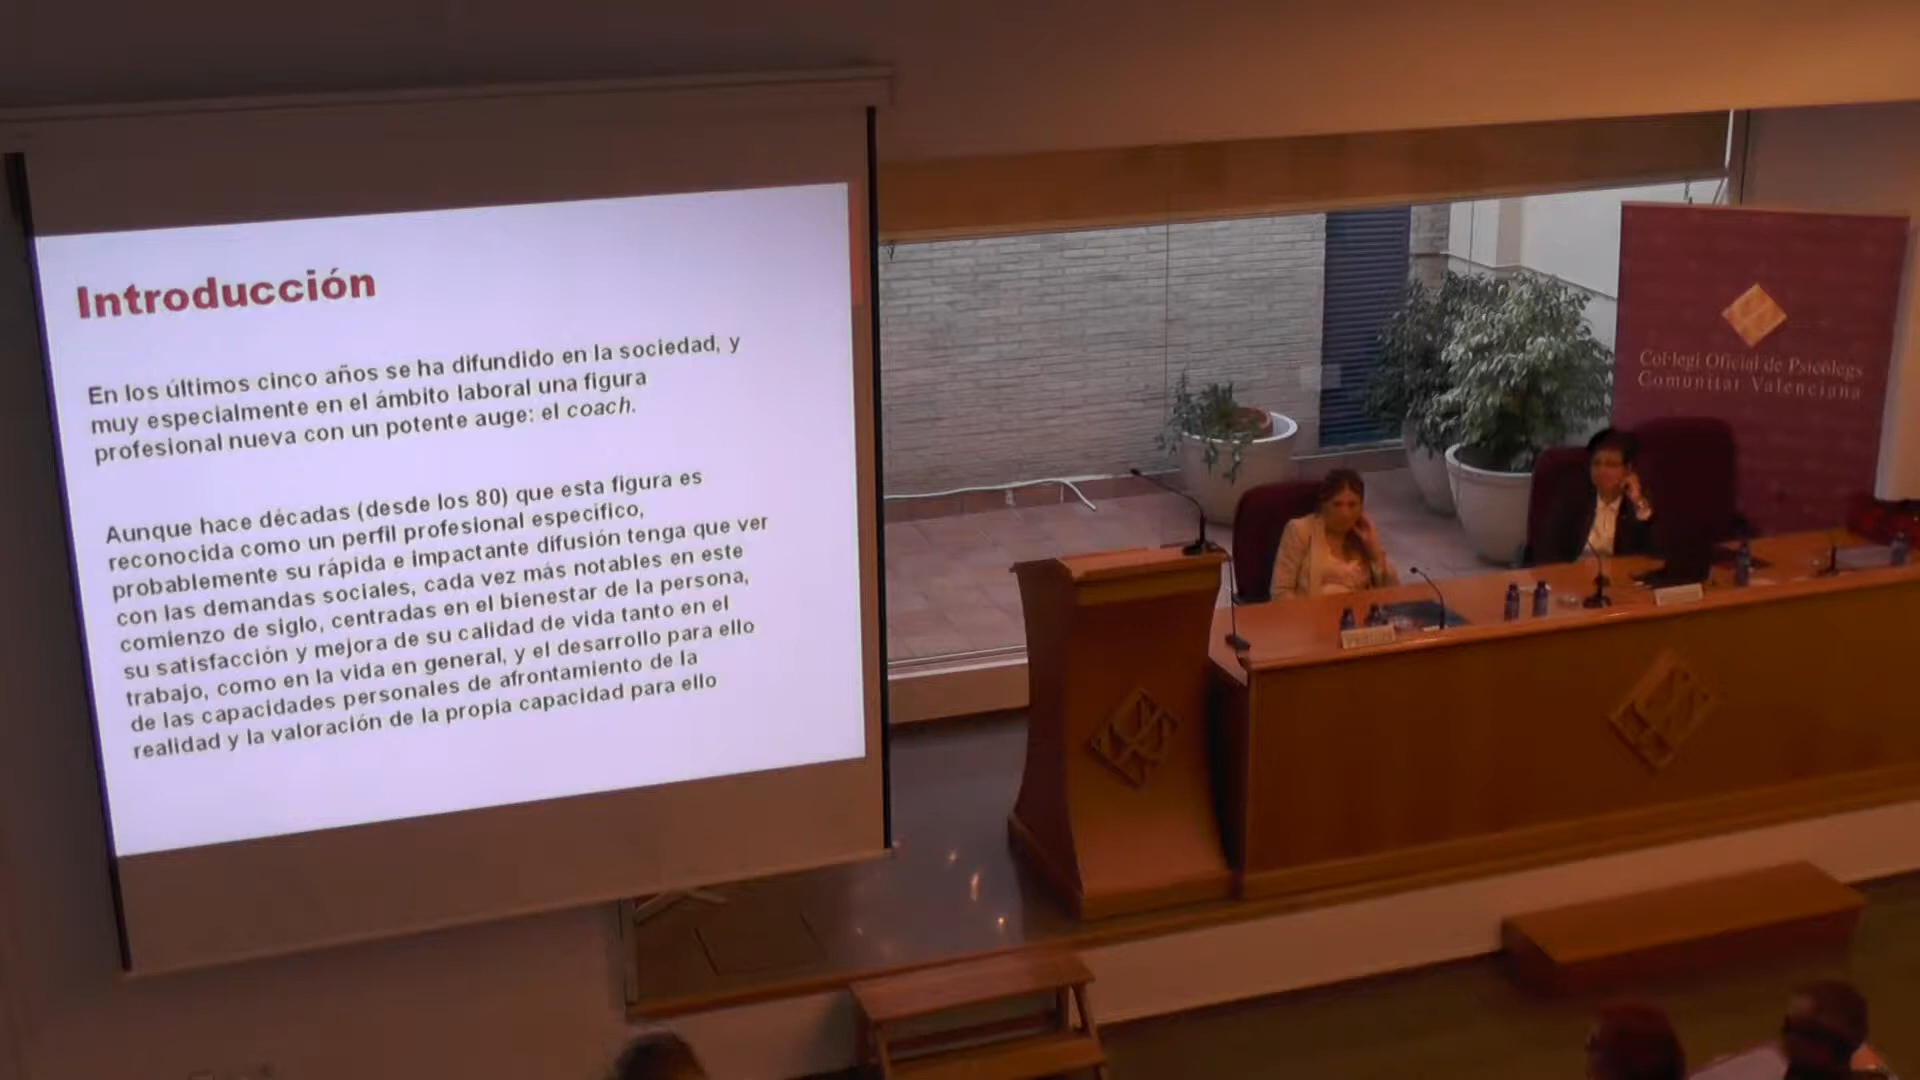 Introducción
En los últimos cinco años se ha difundido en la sociedad, y
muy especialmente en el ámbito laboral una figura
profesional nueva con un potente auge: el coach.
Aunque hace décadas (desde los 80) que esta figura es
reconocida como un perfil profesional específico,
probablemente su rápida e impactante difusión tenga que ver
con las demandas sociales, cada vez más notables en este
comienzo de siglo, centradas en el bienestar de la persona,
su satisfacción y mejora de su calidad de vida tanto en el
trabajo, como en la vida en general, y el desarrollo para ello
de las capacidades personales de afrontamiento de la
realidad y la valoración de la propia capacidad para ello
Col·legi Oficial de Psicòlegs
Comunitat Valenciana